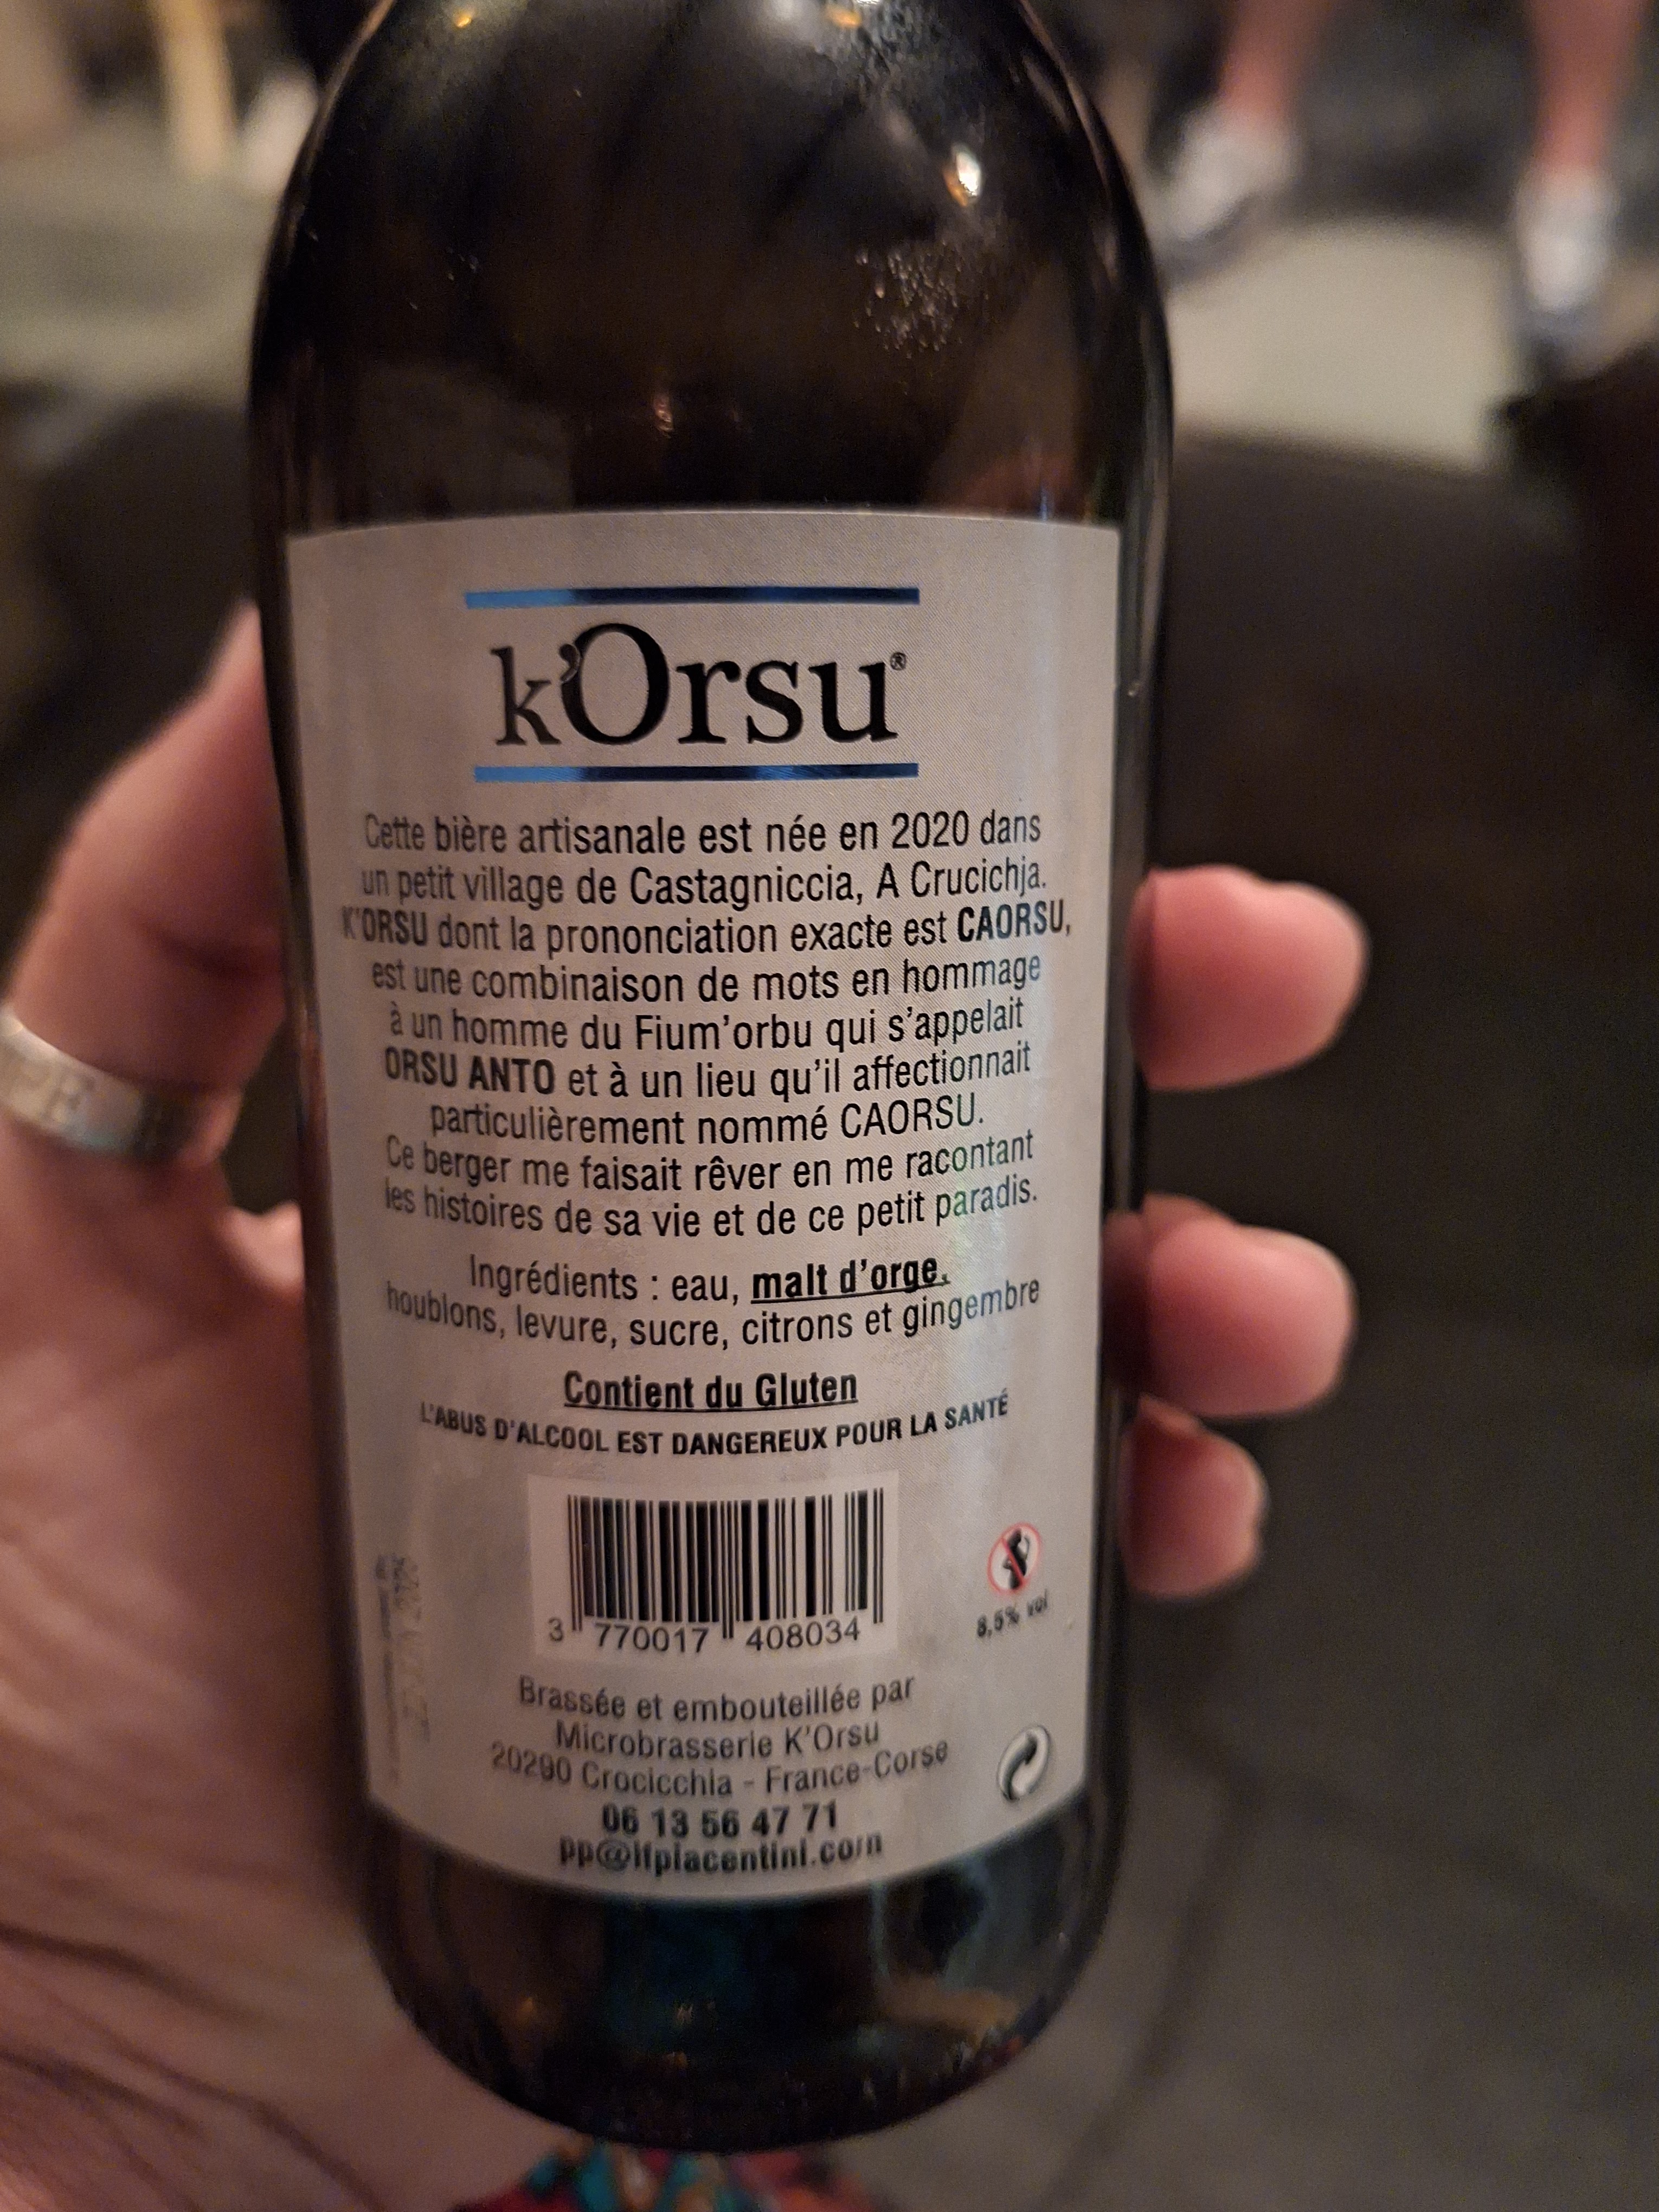 k'Orsu®
Cette bière artisanale est née en 2020 dans
un petit village de Castagniccia, A Crucichja.
K'ORSU dont la prononciation exacte est CAORSU,
est une combinaison de mots en hommage
à un homme du Fium'orbu qui s'appelait
ORSU ANTO et à un lieu qu'il affectionnait
particulièrement nommé CAORSU.
Ce berger me faisait rêver en me racontant
les histoires de sa vie et de ce petit paradis.
Ingrédients : eau, malt d'orge,
houblons, levure, sucre, citrons et gingembre
Contient du Gluten
L'ABUS D'ALCOOL EST DANGEREUX POUR LA SANTÉ
3 770017 408034
8,5% vol
Brassée et embouteillée par
Microbrasserie K'Orsu
20290 Crocicchia - France-Corse
06 13 56 47 71
pp@lfpiacentini.com